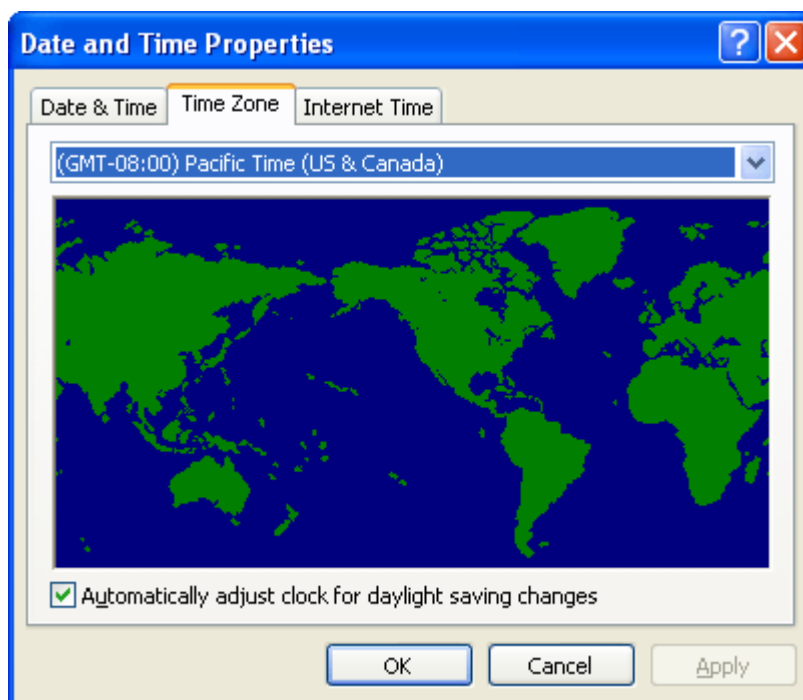 Date and Time Properties
Date & Time Time Zone Internet Time
(GMT-08:00) Pacific Time (US & Canada)
Automatically adjust clock for daylight saving changes
OK Cancel Apply